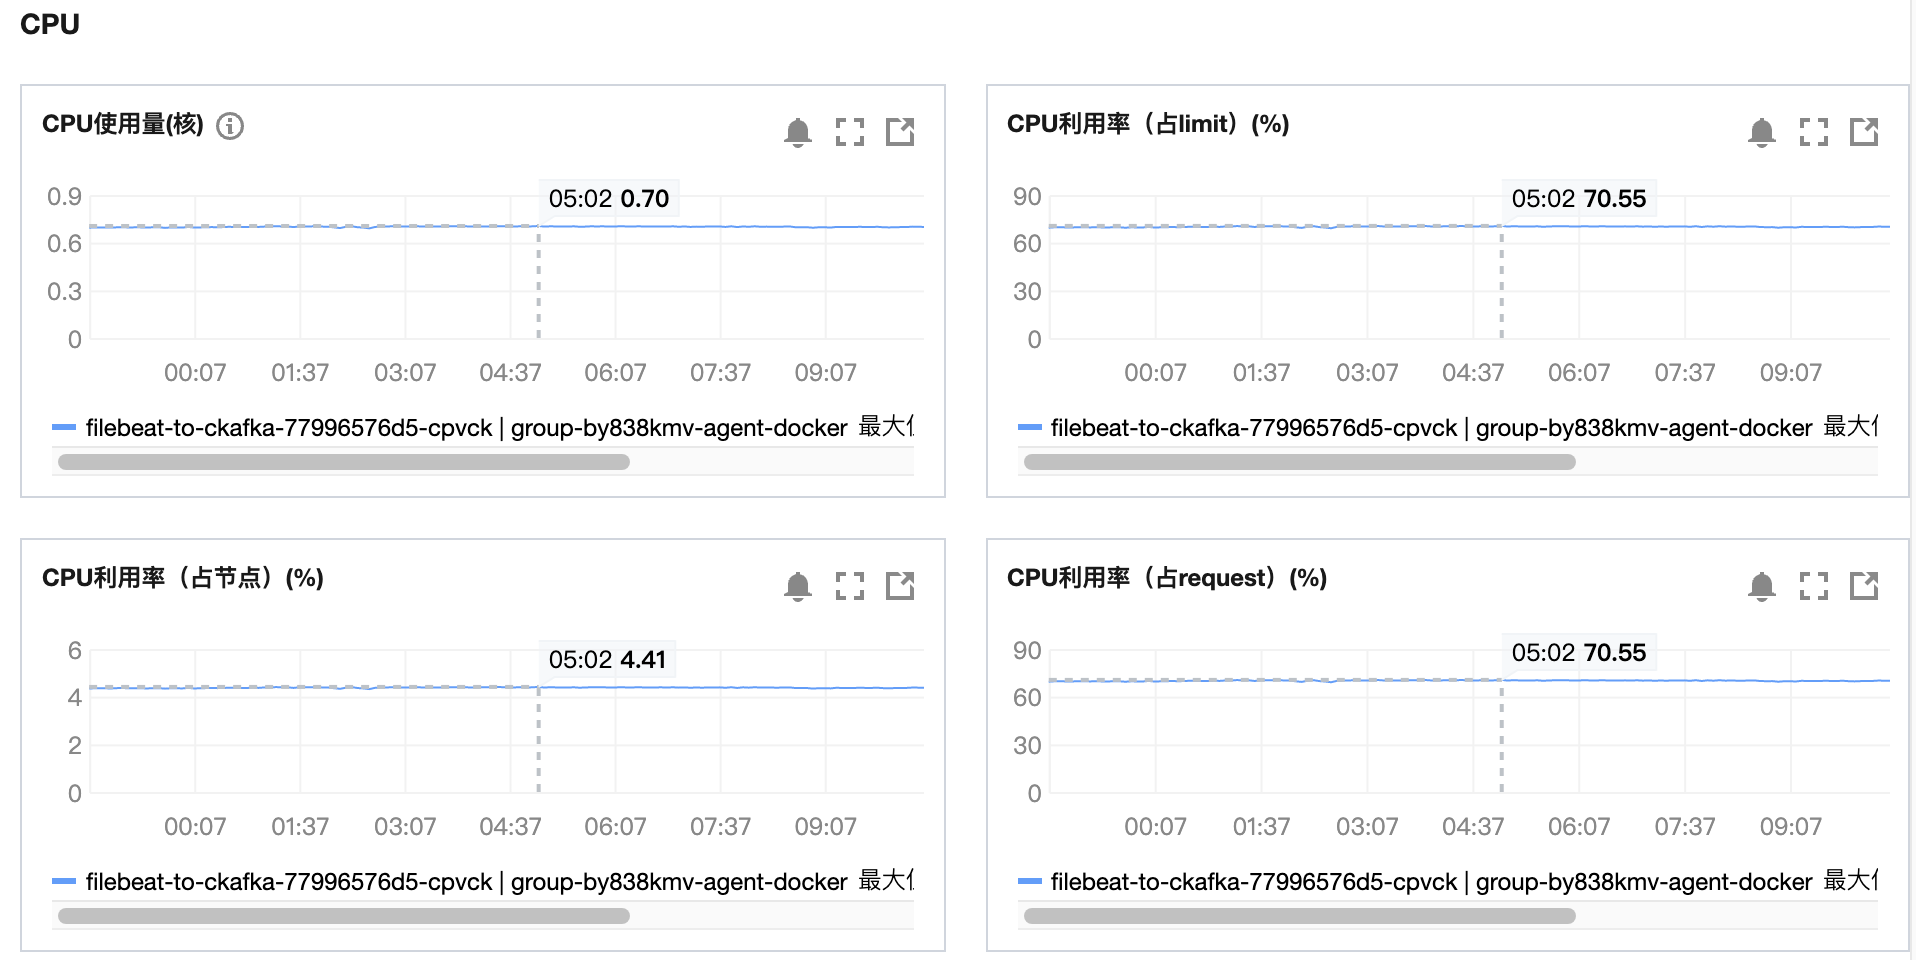 CPU
CPU使用量(核)
0.9
0.6
0.3
0
05:02 0.70
00:07 01:37 03:07 04:37 06:07 07:37 09:07
filebeat-to-ckafka-77996576d5-cpvck | group-by838kmv-agent-docker 最大
CPU利用率（占limit）(%)
90
60
30
0
05:02 70.55
00:07 01:37 03:07 04:37 06:07 07:37 09:07
filebeat-to-ckafka-77996576d5-cpvck | group-by838kmv-agent-docker 最大
CPU利用率（占节点）(%)
6
4
2
0
05:02 4.41
00:07 01:37 03:07 04:37 06:07 07:37 09:07
filebeat-to-ckafka-77996576d5-cpvck | group-by838kmv-agent-docker 最大
CPU利用率（占request）(%)
90
60
30
0
05:02 70.55
00:07 01:37 03:07 04:37 06:07 07:37 09:07
filebeat-to-ckafka-77996576d5-cpvck | group-by838kmv-agent-docker 最大